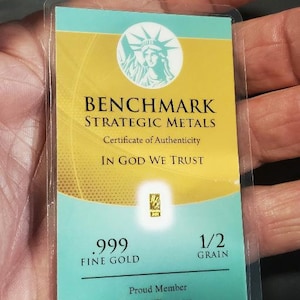 BENCHMARK
STRATEGIC METALS
Certificate of Authenticity
IN GOD WE TRUST
.999
FINE GOLD
1/2
GRAIN
Proud Member